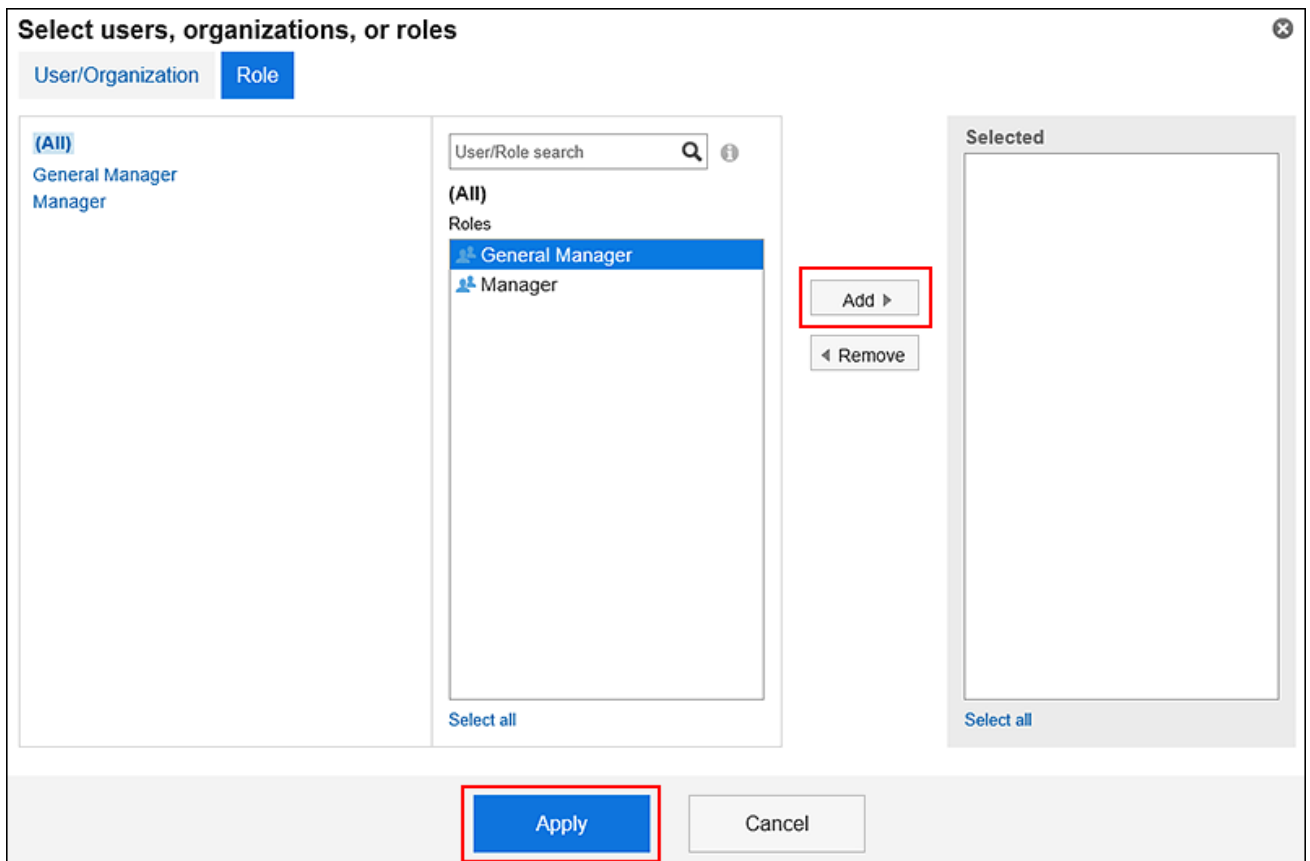 Select users, organizations, or roles
User/Organization
Role
(All)
General Manager
Manager
User/Role search
(All)
Roles
General Manager
Manager
Select all
Add
Remove
Selected
Select all
Apply
Cancel